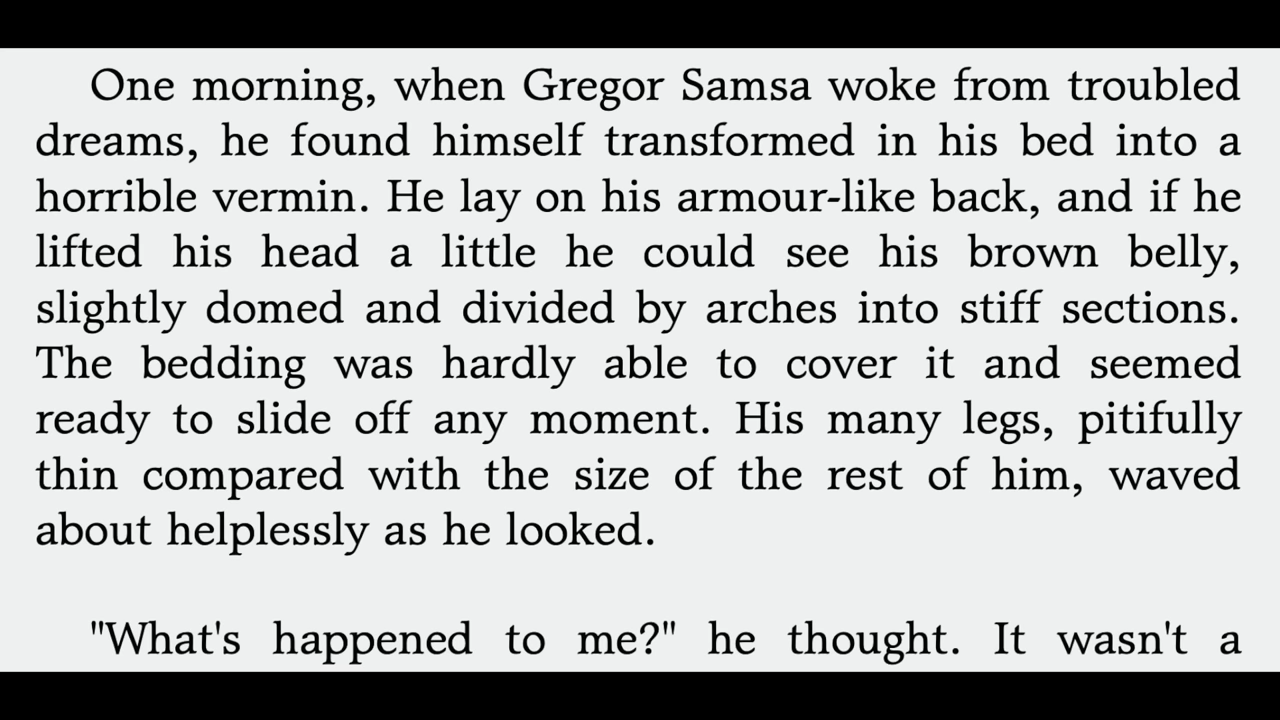 One morning, when Gregor Samsa woke from troubled
dreams, he found himself transformed in his bed into a
horrible vermin. He lay on his armour-like back, and if he
lifted his head a little he could see his brown belly,
slightly domed and divided by arches into stiff sections.
The bedding was hardly able to cover it and seemed
ready to slide off any moment. His many legs, pitifully
thin compared with the size of the rest of him, waved
about helplessly as he looked.
"What's happened to me?" he thought. It wasn't a